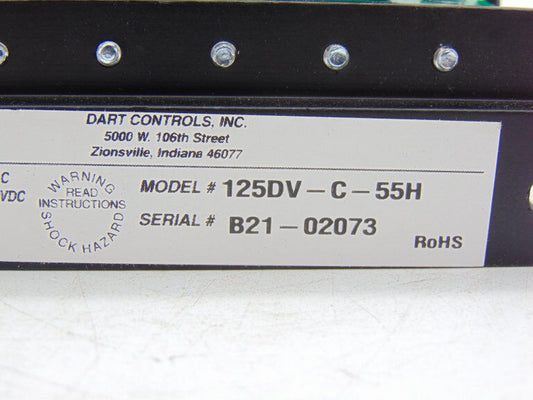 DART CONTROLS, INC.
5000 W. 106th Street
Zionsville, Indiana 46077
C
VDC
WARNING
READ
INSTRUCTIONS
SHOCK HAZARD
MODEL # 125DV-C-55H
SERIAL # B21-02073
RoHS